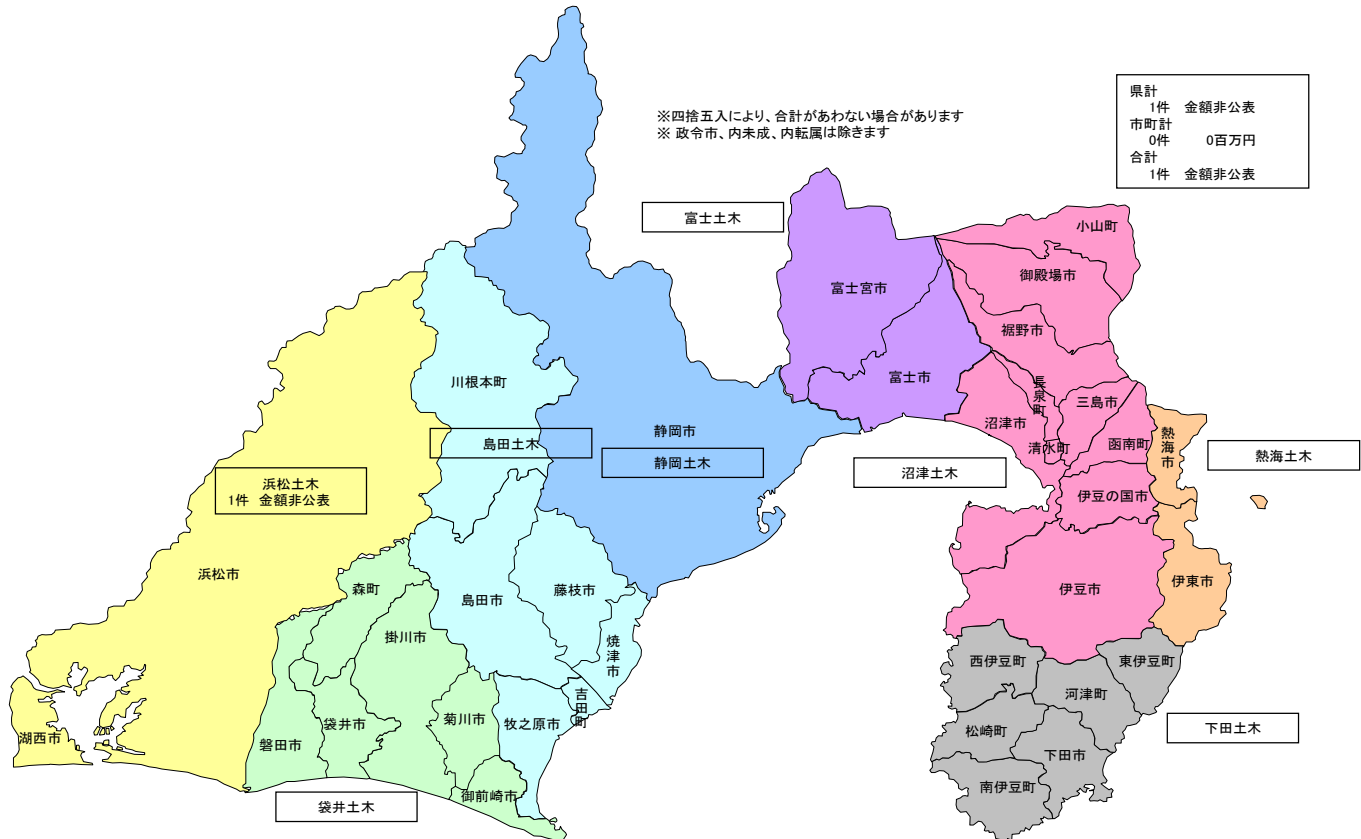 ※四捨五入により、合計があわない場合があります
※ 政令市、内未成、内転属は除きます
県計
1件 金額非公表
市町計
0件 0百万円
合計
1件 金額非公表
富士土木
小山町
御殿場市
富士宮市
裾野市
富士市
長泉町
三島市
沼津市
清水町
函南町
熱海市
熱海土木
川根本町
島田土木
静岡市
静岡土木
沼津土木
浜松土木
1件 金額非公表
伊豆の国市
浜松市
森町
島田市
藤枝市
伊豆市
伊東市
掛川市
焼津市
西伊豆町
東伊豆町
河津町
吉田町
湖西市
磐田市
袋井市
菊川市
牧之原市
松崎町
下田市
下田土木
南伊豆町
御前崎市
袋井土木